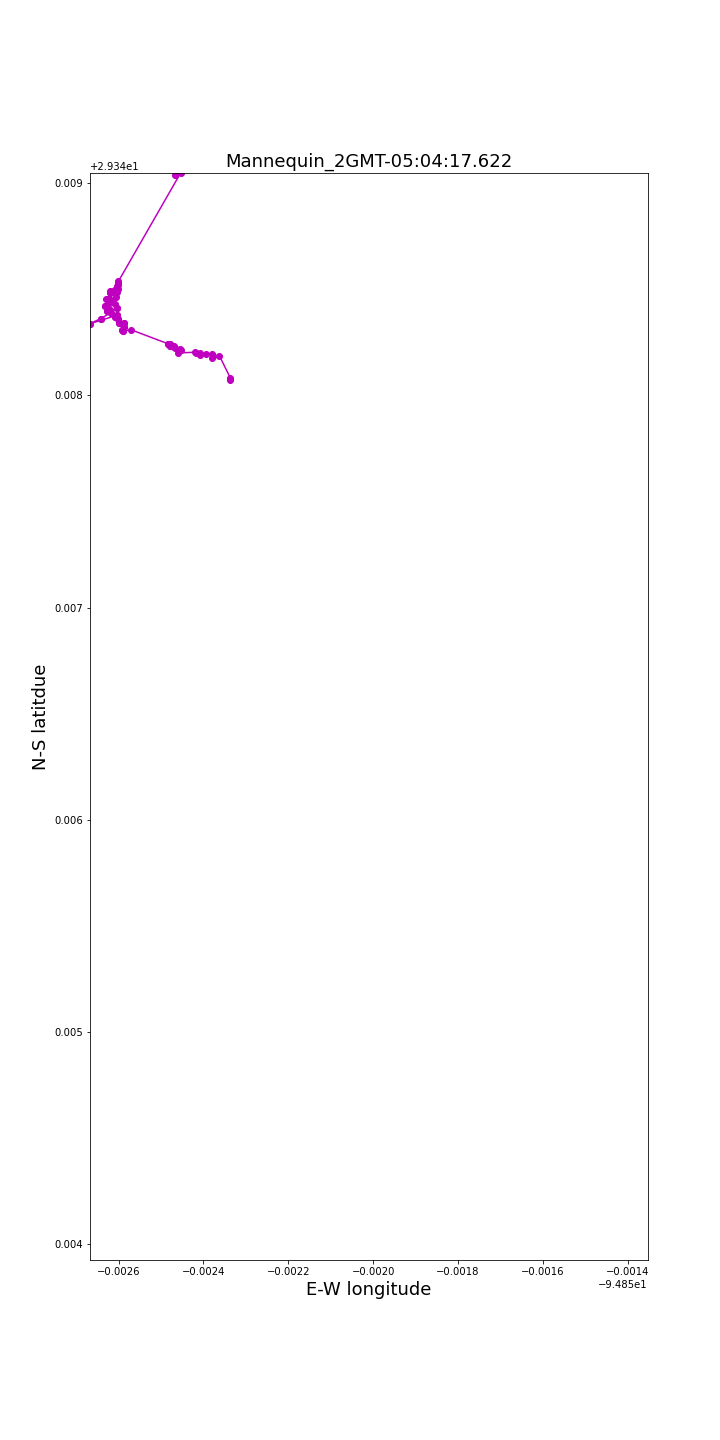 Mannequin_2GMT-05:04:17.622
+2.934e1
0.009
0.008
0.007
0.006
0.005
0.004
N-S latitdue
−0.0026 −0.0024 −0.0022 −0.0020 −0.0018 −0.0016 −0.0014
−9.485e1
E-W longitude